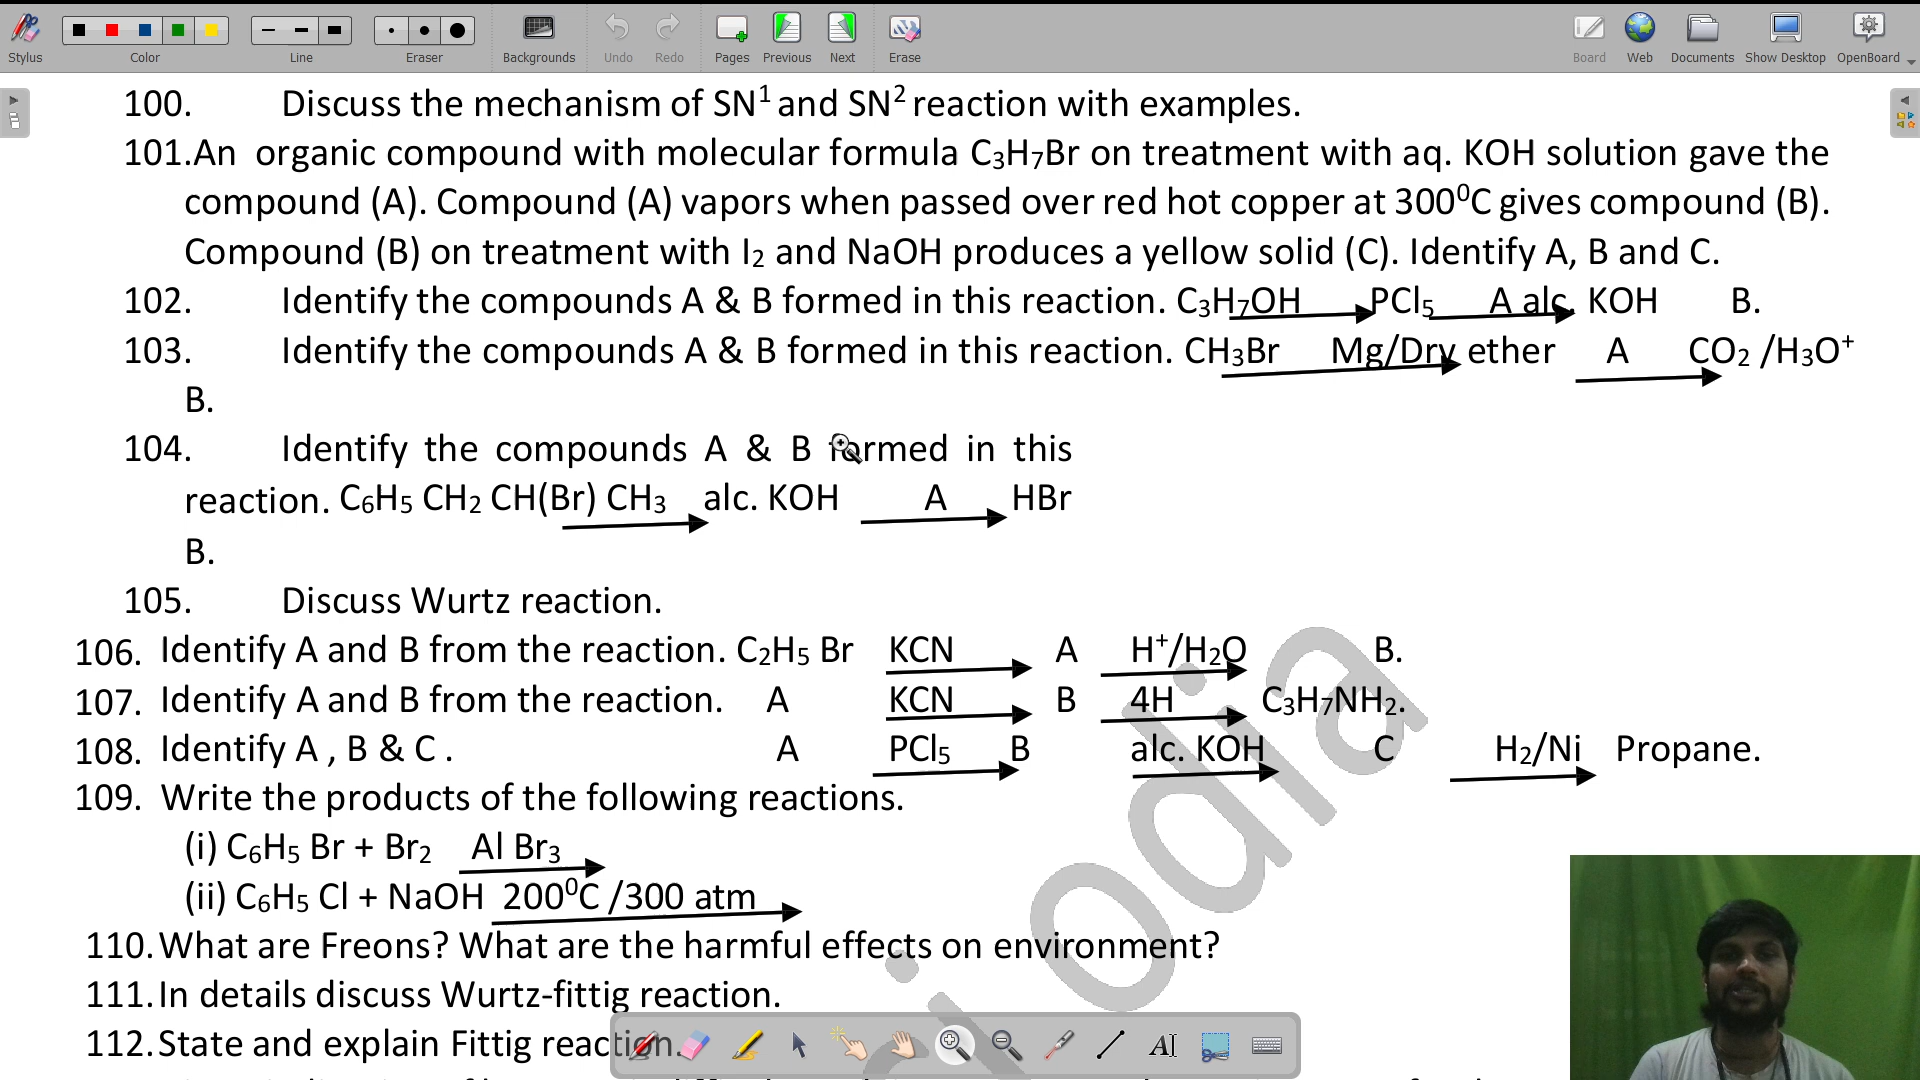 Stylus Color Line Eraser Backgrounds Undo Redo Pages Previous Next Erase Board Web Documents Show Desktop OpenBoard
100. Discuss the mechanism of SN¹ and SN² reaction with examples.
101.An organic compound with molecular formula C₃H₇Br on treatment with aq. KOH solution gave the
compound (A). Compound (A) vapors when passed over red hot copper at 300⁰C gives compound (B).
Compound (B) on treatment with I₂ and NaOH produces a yellow solid (C). Identify A, B and C.
102. Identify the compounds A & B formed in this reaction. C₃H₇OH PCl₅ A alc. KOH B.
103. Identify the compounds A & B formed in this reaction. CH₃Br Mg/Dry ether A CO₂ /H₃O⁺
B.
104. Identify the compounds A & B formed in this
reaction. C₆H₅ CH₂ CH(Br) CH₃ alc. KOH A HBr
B.
105. Discuss Wurtz reaction.
106. Identify A and B from the reaction. C₂H₅ Br KCN A H⁺/H₂O B.
107. Identify A and B from the reaction. A KCN B 4H C₃H₇NH₂.
108. Identify A , B & C . A PCl₅ B alc. KOH C H₂/Ni Propane.
109. Write the products of the following reactions.
(i) C₆H₅ Br + Br₂ Al Br₃
(ii) C₆H₅ Cl + NaOH 200⁰C /300 atm
110. What are Freons? What are the harmful effects on environment?
111. In details discuss Wurtz-fittig reaction.
112. State and explain Fittig reaction.
i odia